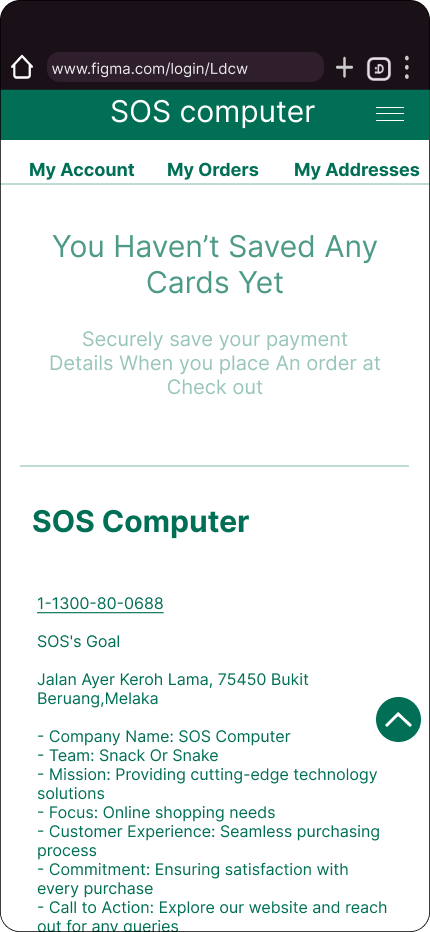 www.figma.com/login/Ldcw
:D
SOS computer
My Account My Orders My Addresses
You Haven’t Saved Any
Cards Yet
Securely save your payment
Details When you place An order at
Check out
SOS Computer
1-1300-80-0688
SOS's Goal
Jalan Ayer Keroh Lama, 75450 Bukit
Beruang,Melaka
- Company Name: SOS Computer
- Team: Snack Or Snake
- Mission: Providing cutting-edge technology
solutions
- Focus: Online shopping needs
- Customer Experience: Seamless purchasing
process
- Commitment: Ensuring satisfaction with
every purchase
- Call to Action: Explore our website and reach
out for any queries